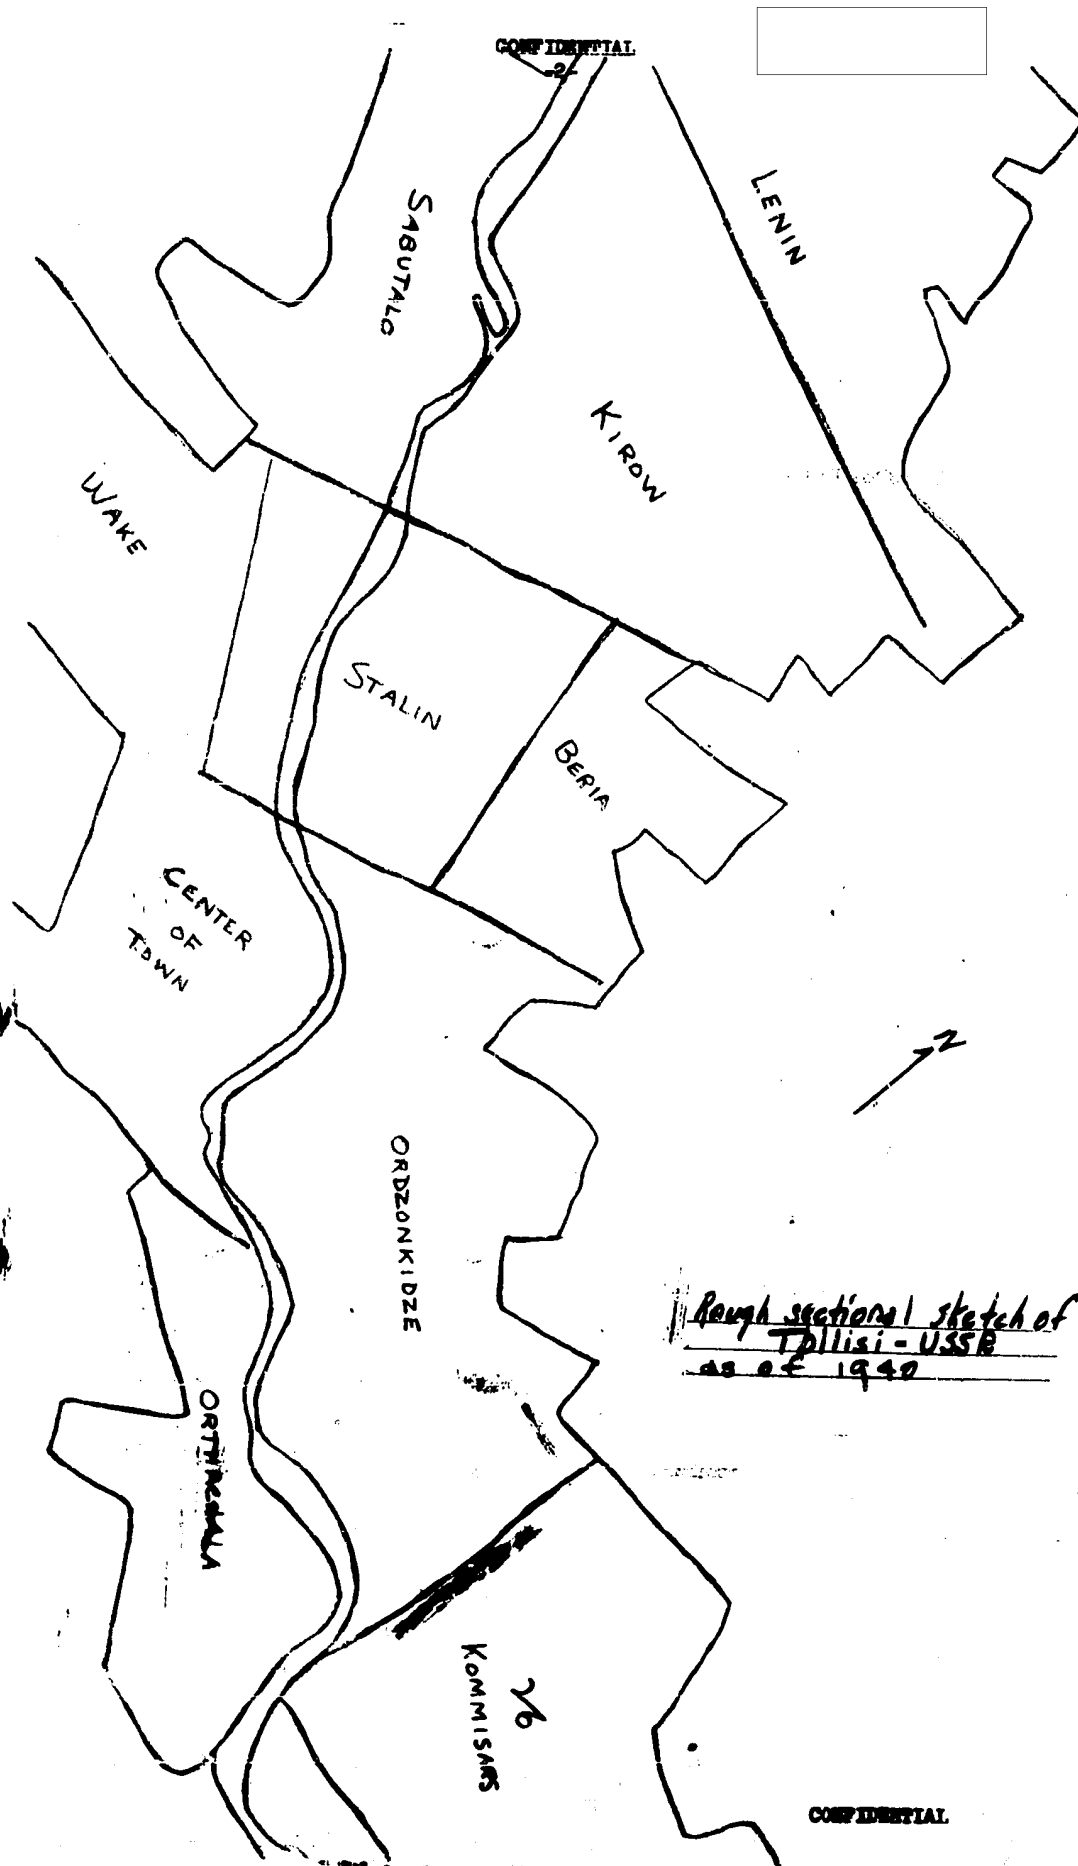 CONFIDENTIAL
-2-
LENIN
SABUTALO
KIROW
WAKE
STALIN
BERIA
CENTER
OF
TOWN
N
ORDZONKIDZE
Rough sectional sketch of
Tbilisi - USSR
as of 1940
26
KOMMISARS
CONFIDENTIAL